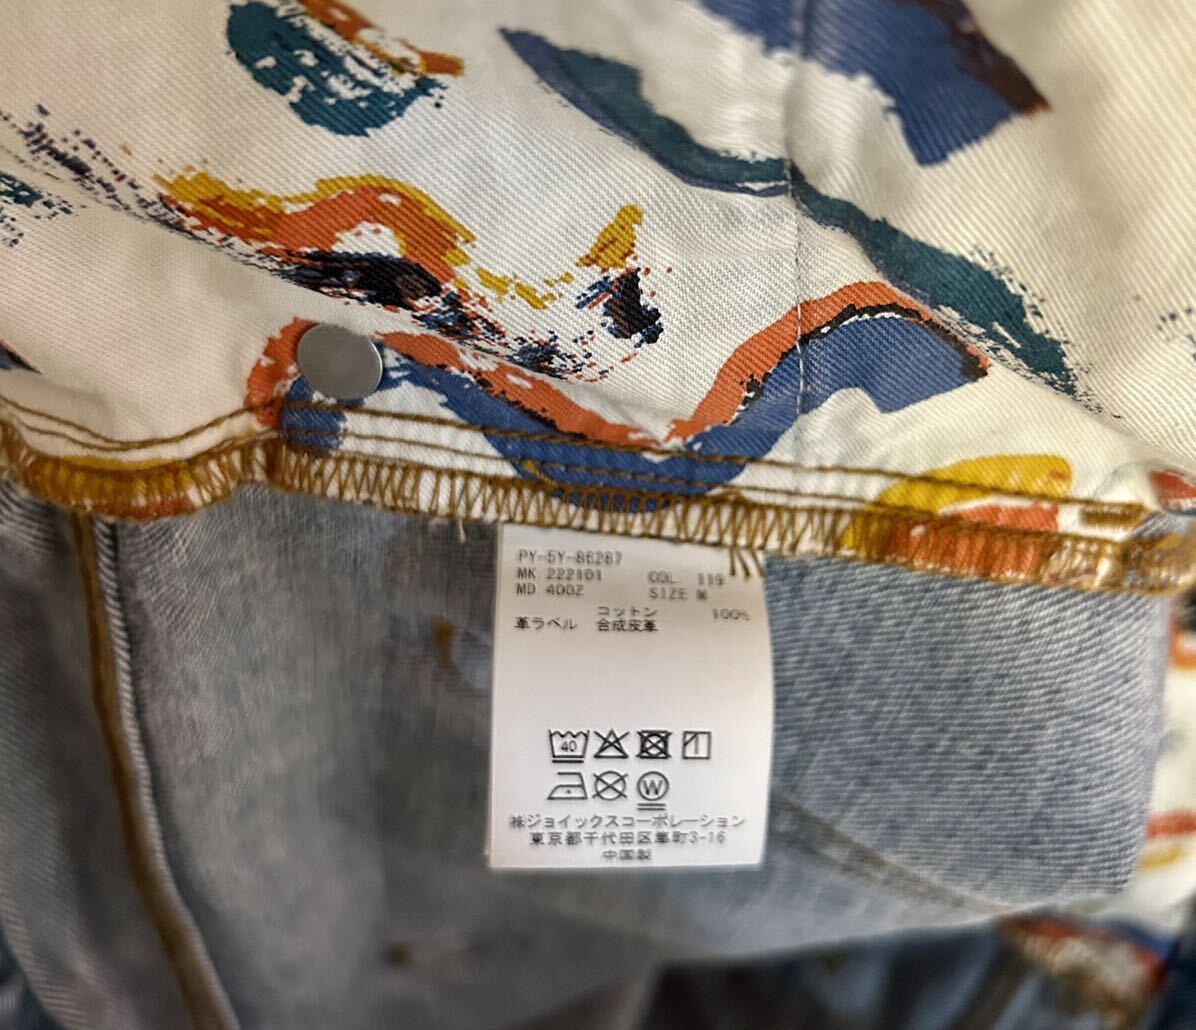 PY-5Y-86287
MK 222101 COL 119
MD 400Z SIZE M
コットン 100%
革ラベル 合成皮革
40
W
㈱ジョイックスコーポレーション
東京都千代田区隼町3-16
中国製